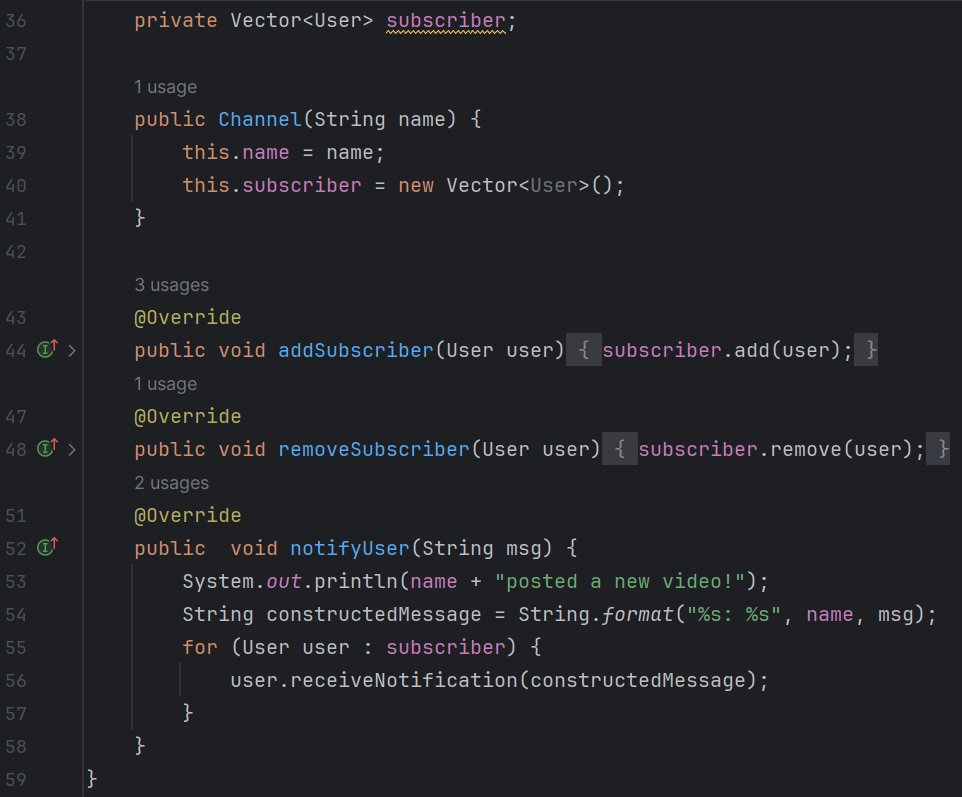 36 private Vector<User> subscriber;
37
1 usage
38 public Channel(String name) {
39 this.name = name;
40 this.subscriber = new Vector<User>();
41 }
42
3 usages
43 @Override
44 public void addSubscriber(User user) { subscriber.add(user); }
1 usage
47 @Override
48 public void removeSubscriber(User user) { subscriber.remove(user); }
2 usages
51 @Override
52 public  void notifyUser(String msg) {
53 System.out.println(name + "posted a new video!");
54 String constructedMessage = String.format("%s: %s", name, msg);
55 for (User user : subscriber) {
56 user.receiveNotification(constructedMessage);
57 }
58 }
59 }